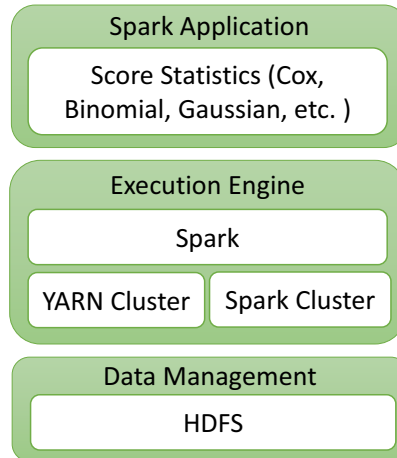 Spark Application
Score Statistics (Cox,
Binomial, Gaussian, etc. )
Execution Engine
Spark
YARN Cluster
Spark Cluster
Data Management
HDFS